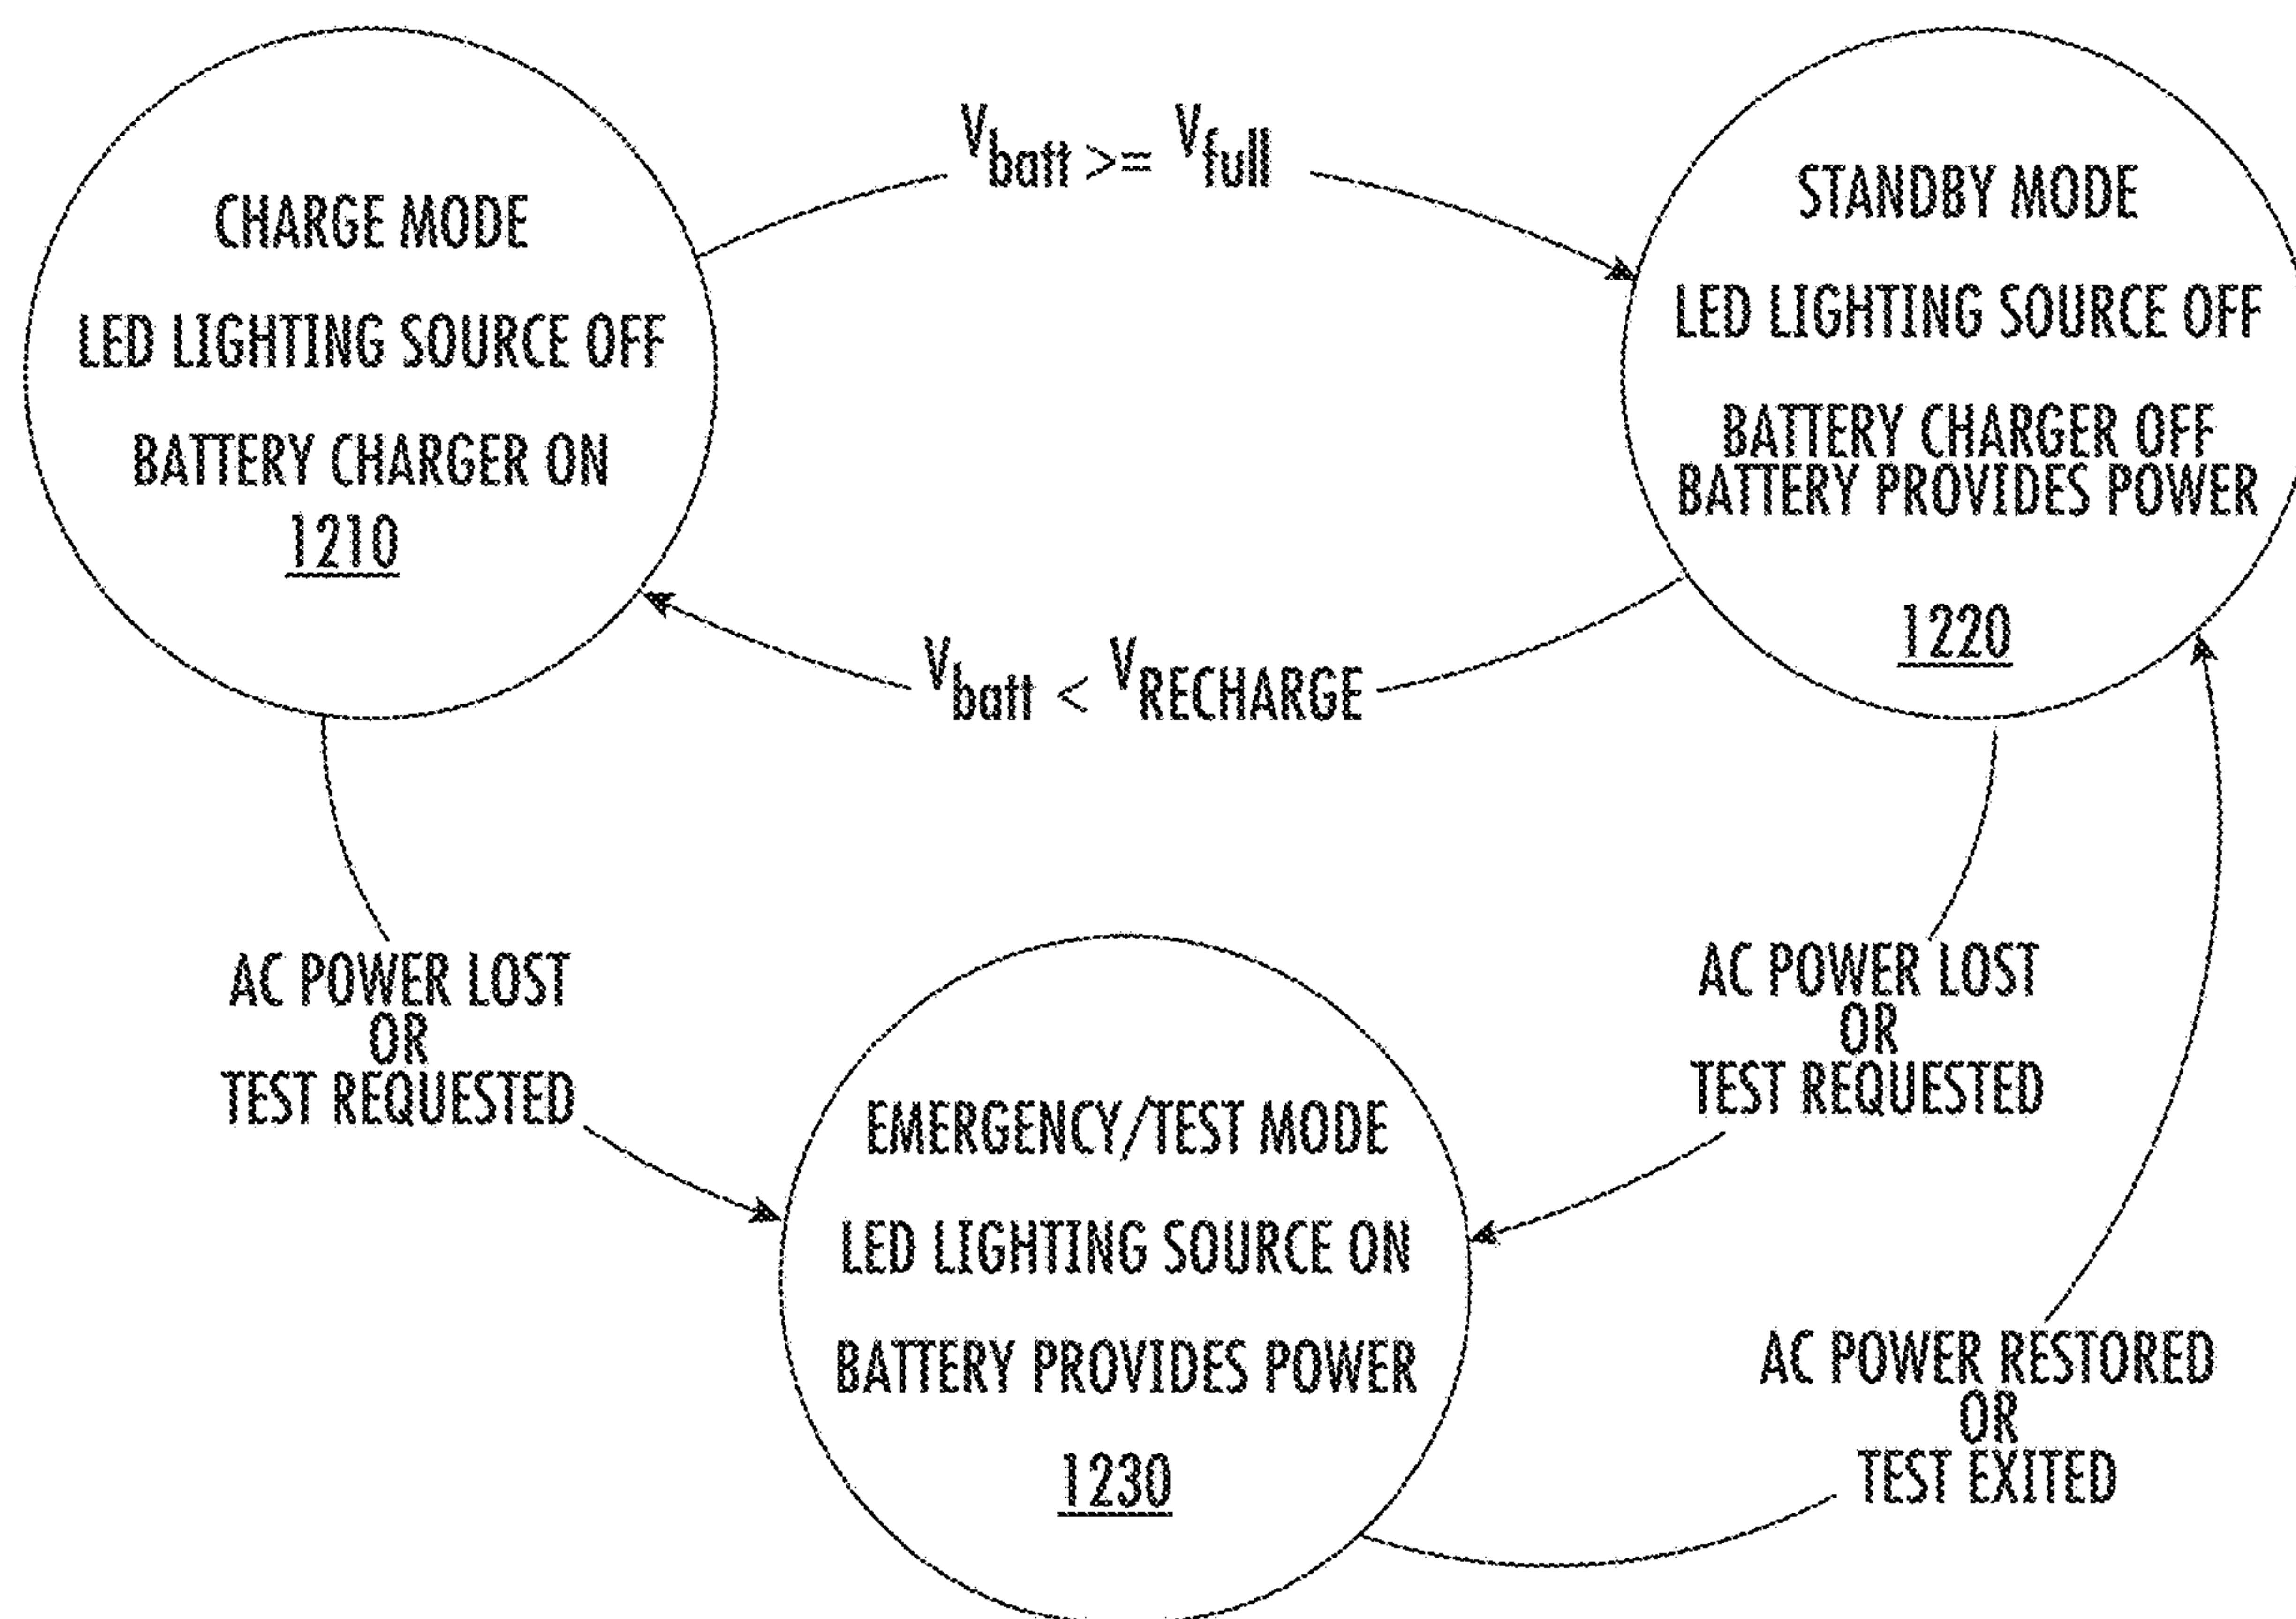 CHARGE MODE
LED LIGHTING SOURCE OFF
BATTERY CHARGER ON
1210
Vbatt >= Vfull
STANDBY MODE
LED LIGHTING SOURCE OFF
BATTERY CHARGER OFF
BATTERY PROVIDES POWER
1220
Vbatt < VRECHARGE
AC POWER LOST
OR
TEST REQUESTED
AC POWER LOST
OR
TEST REQUESTED
EMERGENCY/TEST MODE
LED LIGHTING SOURCE ON
BATTERY PROVIDES POWER
1230
AC POWER RESTORED
OR
TEST EXITED